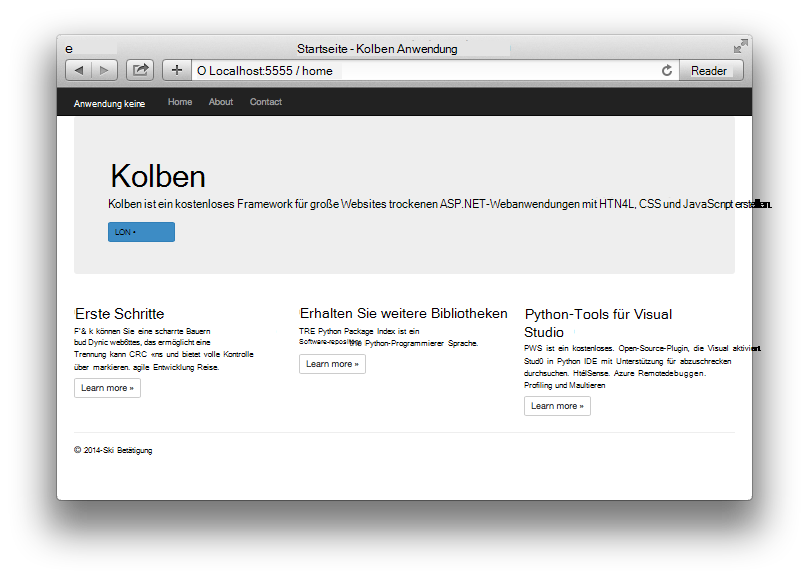 e
Startseite - Kolben Anwendung
O Localhost:5555 / home
Reader
Anwendung keine Home About Contact
Kolben
Kolben ist ein kostenloses Framework für große Websites trockenen ASP.NET-Webanwendungen mit HTN4L, CSS und JavaScript erstellen.
LON •
Erste Schritte
F'& k können Sie eine scharrte Bauern
bud Dynic web6ttes, das ermöglicht eine
Trennung kann CRC «ns und bietet volle Kontrolle
über markieren. agile Entwicklung Reise.
Learn more »
Erhalten Sie weitere Bibliotheken
TRE Python Package Index ist ein
Software-repository the Python-Programmierer Sprache.
Learn more »
Python-Tools für Visual
Studio
PWS ist ein kostenloses. Open-Source-Plugin, die Visual aktiviert.
Stud0 in Python IDE mit Unterstützung für abzuschrecken
durchsuchen. HtélSense. Azure Remotedebuggen.
Profiling und Maultieren
Learn more »
© 2014-Ski Betätigung